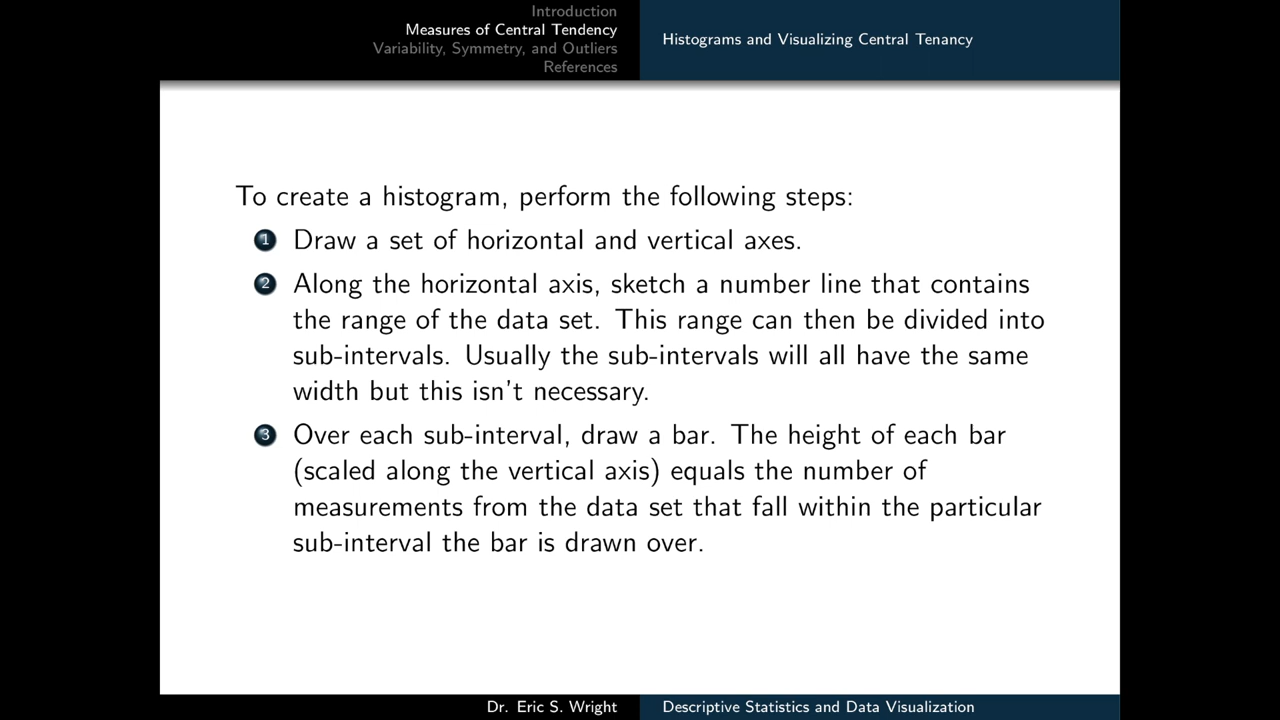 Introduction
Measures of Central Tendency
Variability, Symmetry, and Outliers
References
Histograms and Visualizing Central Tenancy
To create a histogram, perform the following steps:
1 Draw a set of horizontal and vertical axes.
2 Along the horizontal axis, sketch a number line that contains
the range of the data set. This range can then be divided into
sub-intervals. Usually the sub-intervals will all have the same
width but this isn't necessary.
3 Over each sub-interval, draw a bar. The height of each bar
(scaled along the vertical axis) equals the number of
measurements from the data set that fall within the particular
sub-interval the bar is drawn over.
Dr. Eric S. Wright
Descriptive Statistics and Data Visualization